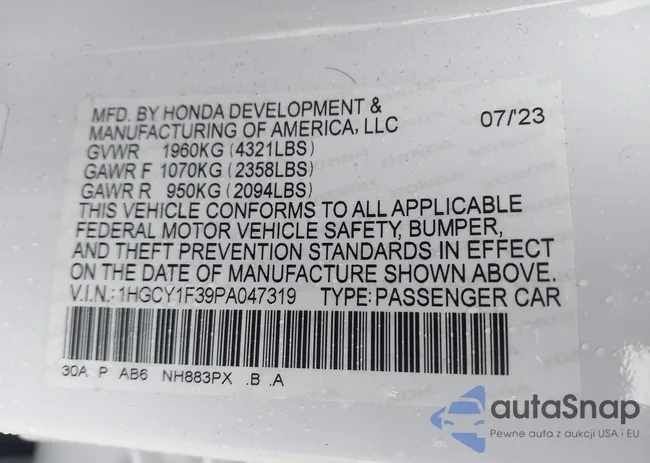 MFD. BY HONDA DEVELOPMENT &
MANUFACTURING OF AMERICA, LLC 07/'23
GVWR 1960KG (4321LBS)
GAWR F 1070KG (2358LBS)
GAWR R 950KG (2094LBS)
THIS VEHICLE CONFORMS TO ALL APPLICABLE
FEDERAL MOTOR VEHICLE SAFETY, BUMPER,
AND THEFT PREVENTION STANDARDS IN EFFECT
ON THE DATE OF MANUFACTURE SHOWN ABOVE.
V.I.N.: 1HGCY1F39PA047319 TYPE: PASSENGER CAR
30A P AB6 NH883PX .B .A
autaSnap
Pewne auta z aukcji USA i EU